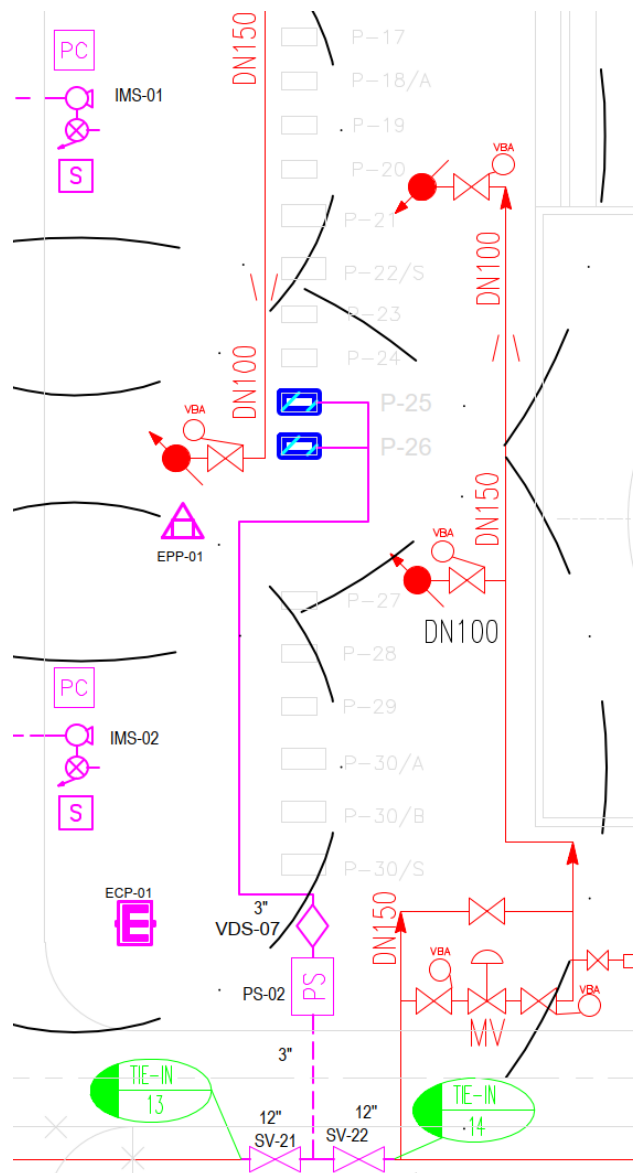 PC
IMS-01
S
DN150
P-17
P-18/A
P-19
P-20
P-21
P-22/S
P-23
P-24
P-25
P-26
VBA
DN100
DN100
VBA
DN150
EPP-01
VBA
DN100
P-27
P-28
P-29
P-30/A
P-30/B
P-30/S
PC
IMS-02
S
ECP-01
E
3"
VDS-07
PS-02
PS
3"
DN150
VBA
MV
VBA
TIE-IN
13
12"
SV-21
12"
SV-22
TIE-IN
14